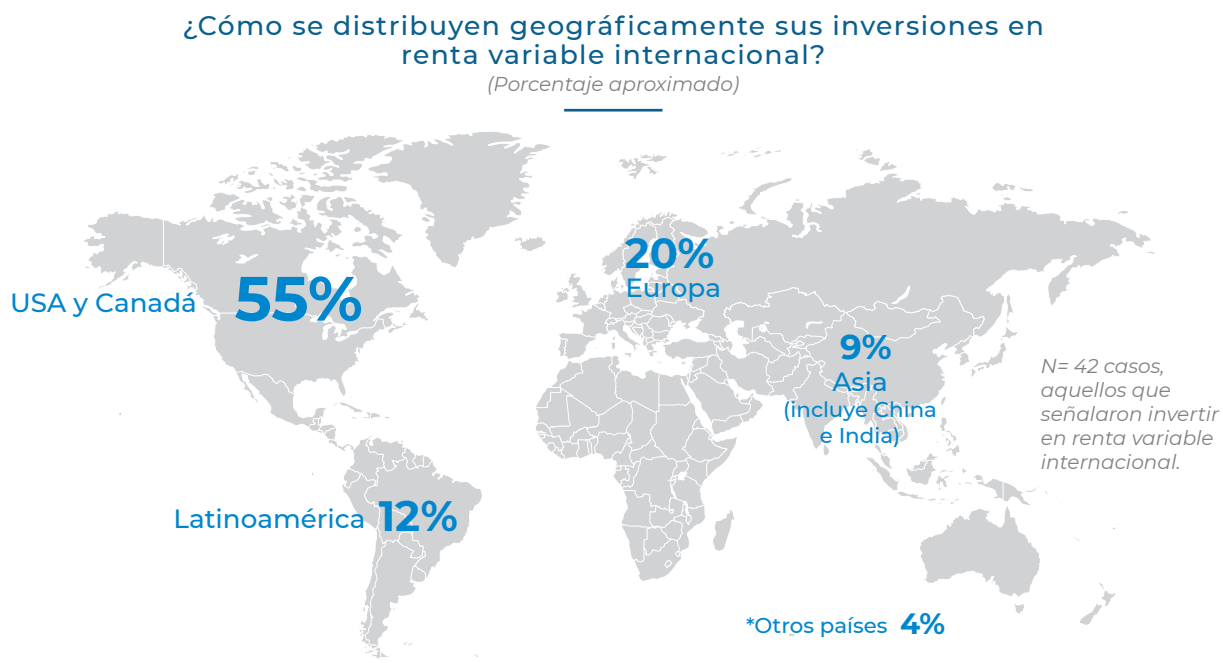 ¿Cómo se distribuyen geográficamente sus inversiones en
renta variable internacional?
(Porcentaje aproximado)
20%
Europa
USA y Canadá 55%
9%
Asia
(incluye China
e India)
N= 42 casos,
aquellos que
señalaron invertir
en renta variable
internacional.
Latinoamérica 12%
*Otros países 4%